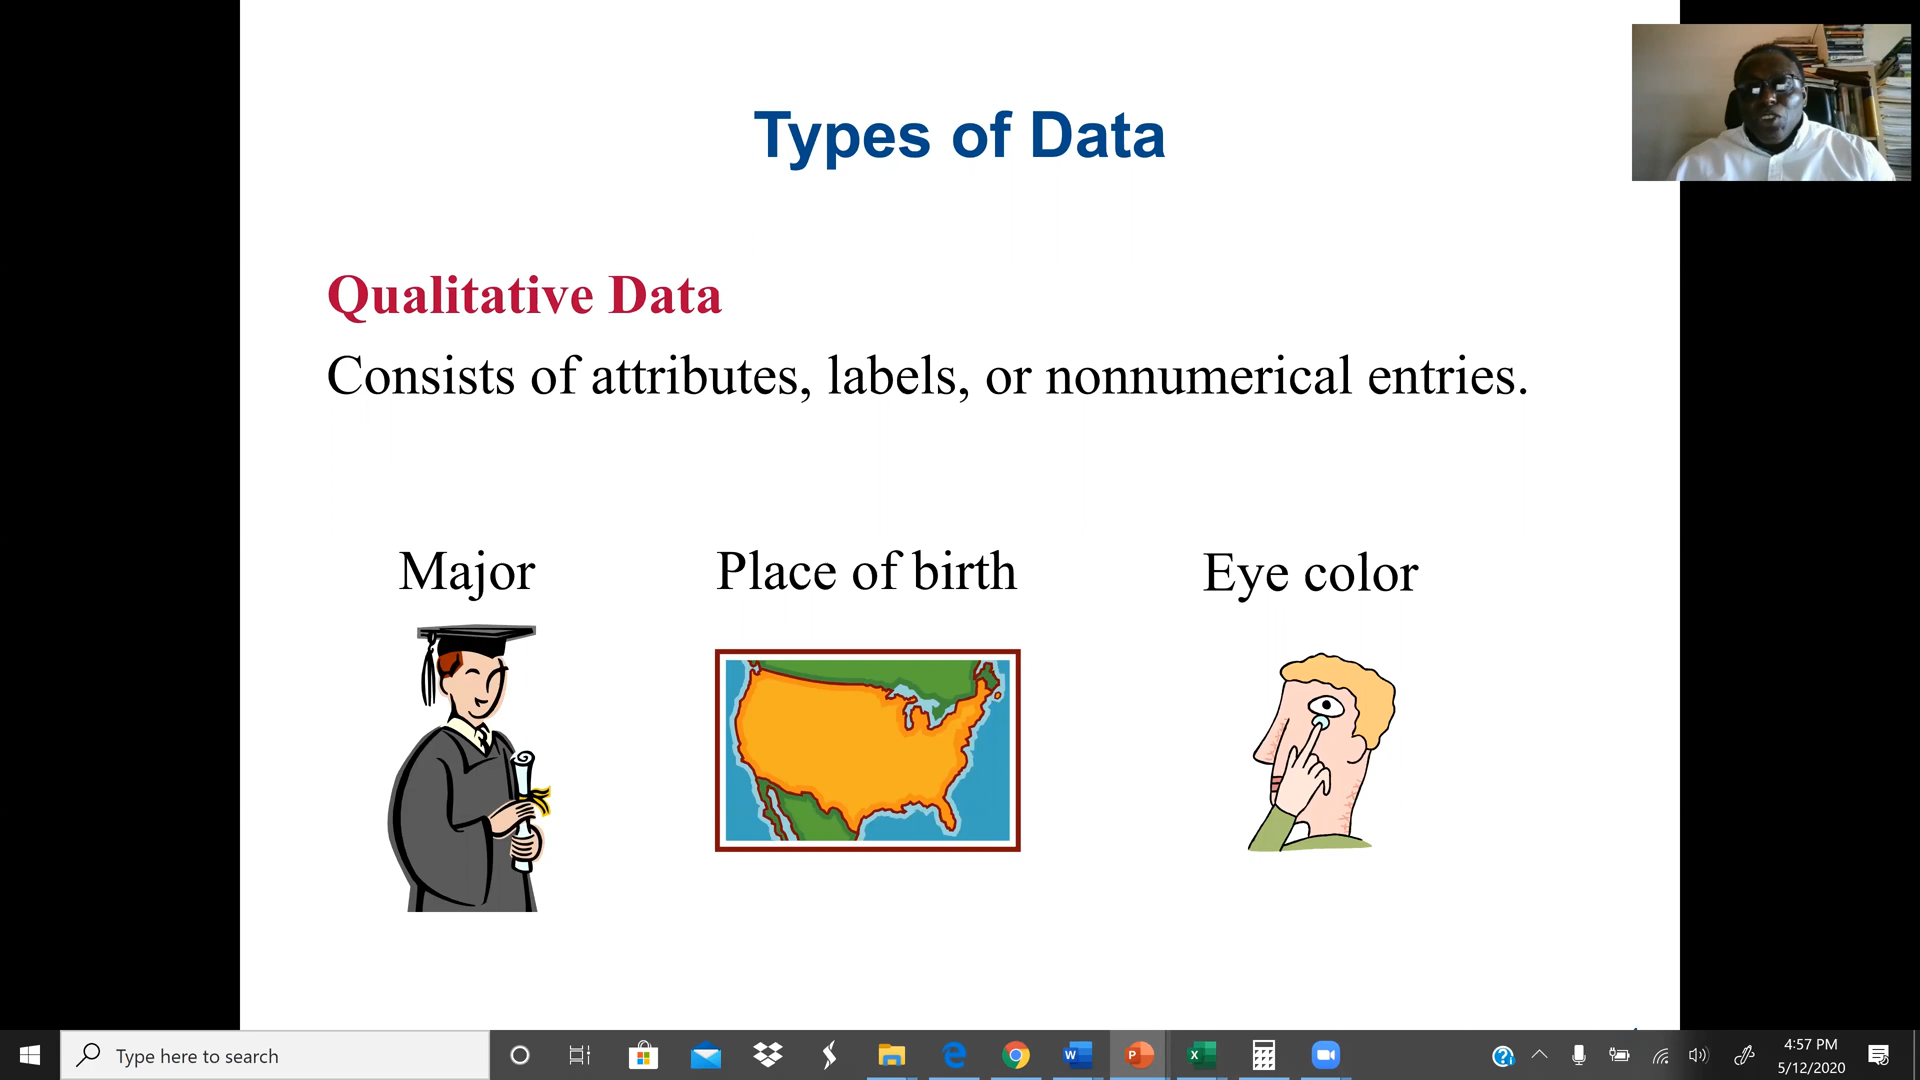 Types of Data
Qualitative Data
Consists of attributes, labels, or nonnumerical entries.
Major
Place of birth
Eye color
Type here to search
4:57 PM
5/12/2020